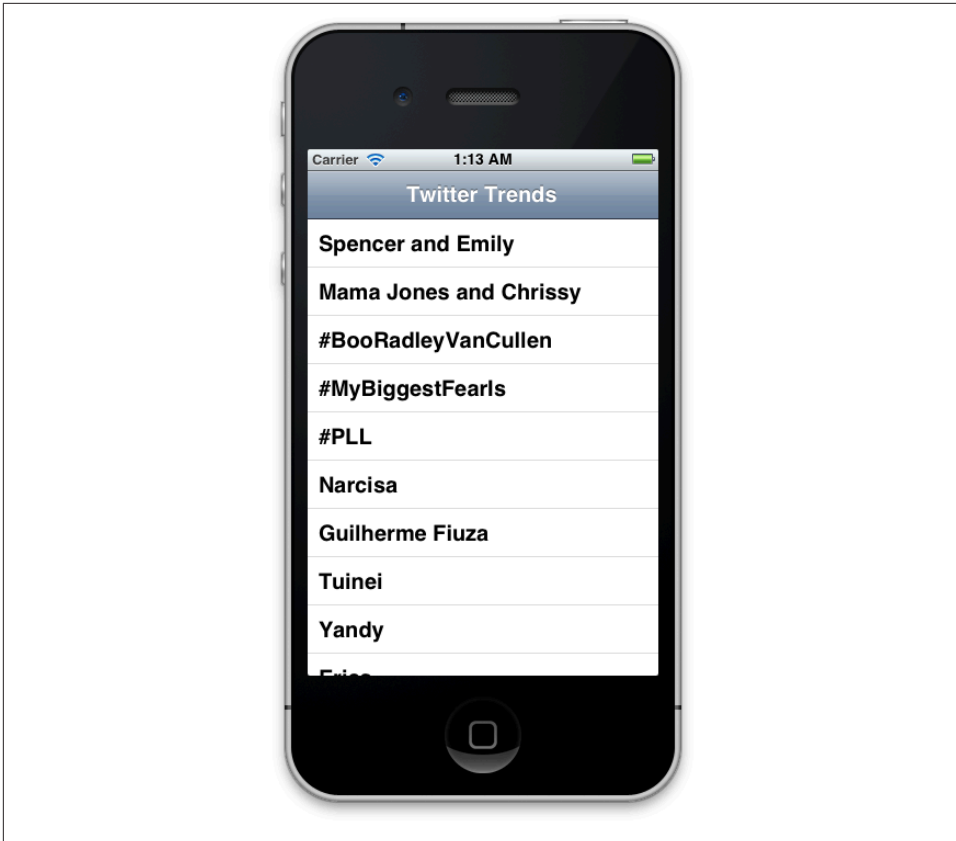 Carrier 1:13 AM
Twitter Trends
Spencer and Emily
Mama Jones and Chrissy
#BooRadleyVanCullen
#MyBiggestFearIs
#PLL
Narcisa
Guilherme Fiuza
Tuinei
Yandy